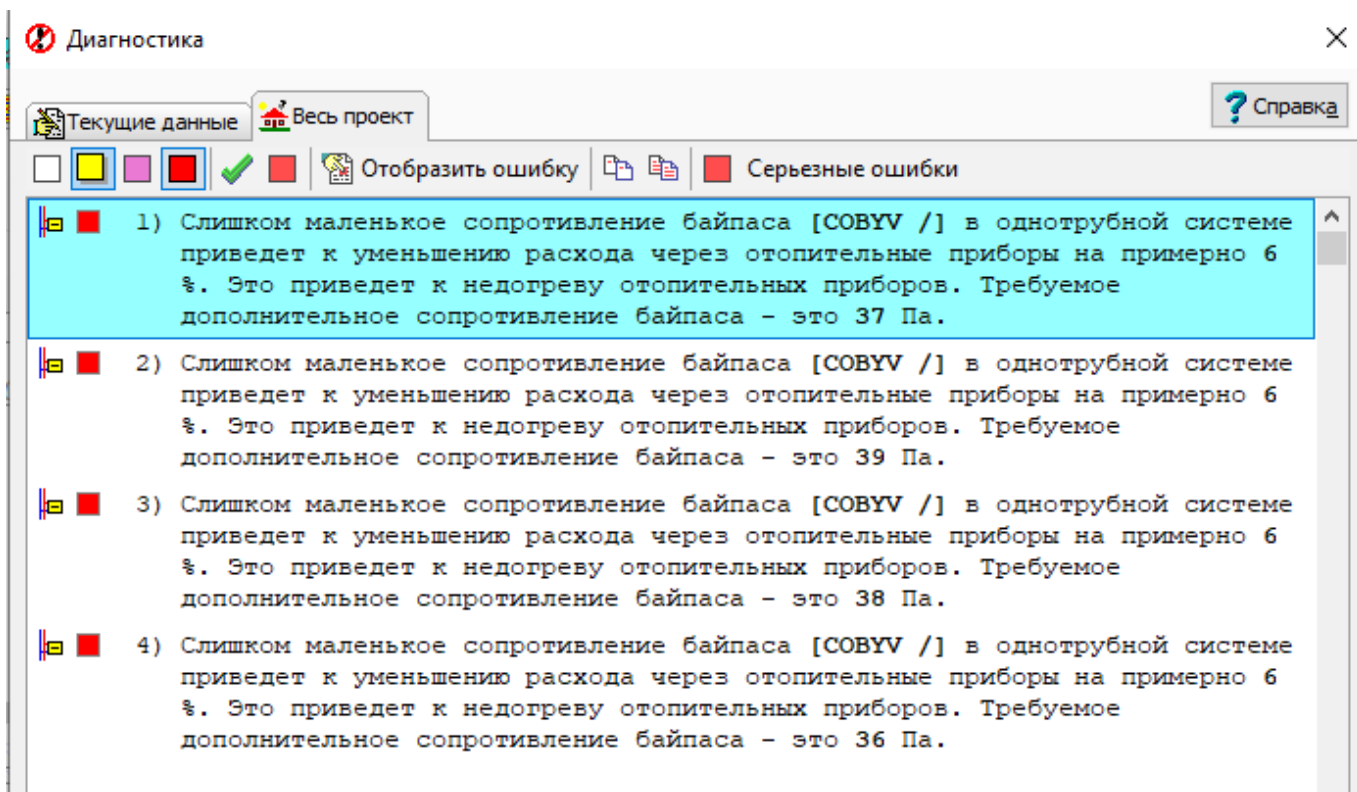 Диагностика
Текущие данные
Весь проект
Справка
Отобразить ошибку
Серьезные ошибки
1) Слишком маленькое сопротивление байпаса [COBYV /] в однотрубной системе
приведет к уменьшению расхода через отопительные приборы на примерно 6
%. Это приведет к недогреву отопительных приборов. Требуемое
дополнительное сопротивление байпаса - это 37 Па.
2) Слишком маленькое сопротивление байпаса [COBYV /] в однотрубной системе
приведет к уменьшению расхода через отопительные приборы на примерно 6
%. Это приведет к недогреву отопительных приборов. Требуемое
дополнительное сопротивление байпаса - это 39 Па.
3) Слишком маленькое сопротивление байпаса [COBYV /] в однотрубной системе
приведет к уменьшению расхода через отопительные приборы на примерно 6
%. Это приведет к недогреву отопительных приборов. Требуемое
дополнительное сопротивление байпаса - это 38 Па.
4) Слишком маленькое сопротивление байпаса [COBYV /] в однотрубной системе
приведет к уменьшению расхода через отопительные приборы на примерно 6
%. Это приведет к недогреву отопительных приборов. Требуемое
дополнительное сопротивление байпаса - это 36 Па.